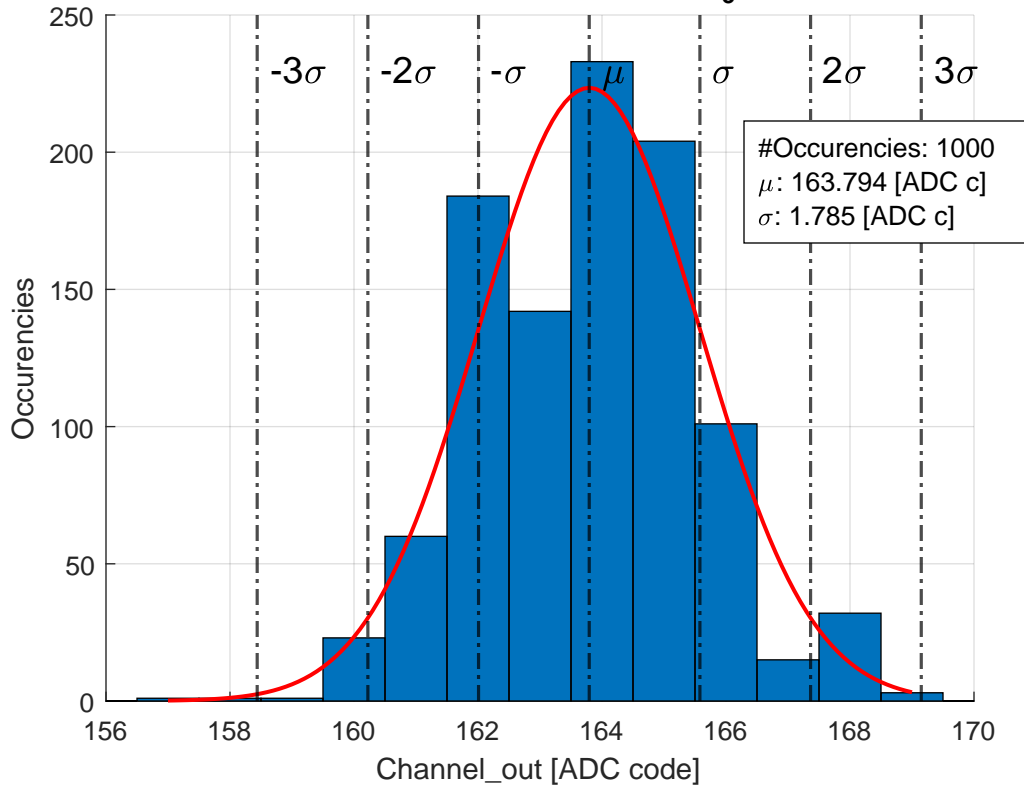 250
200
150
100
50
0
Occurencies
-3σ
-2σ
-σ
μ
σ
2σ
3σ
#Occurencies: 1000
μ: 163.794 [ADC c]
σ: 1.785 [ADC c]
156
158
160
162
164
166
168
170
Channel_out [ADC code]